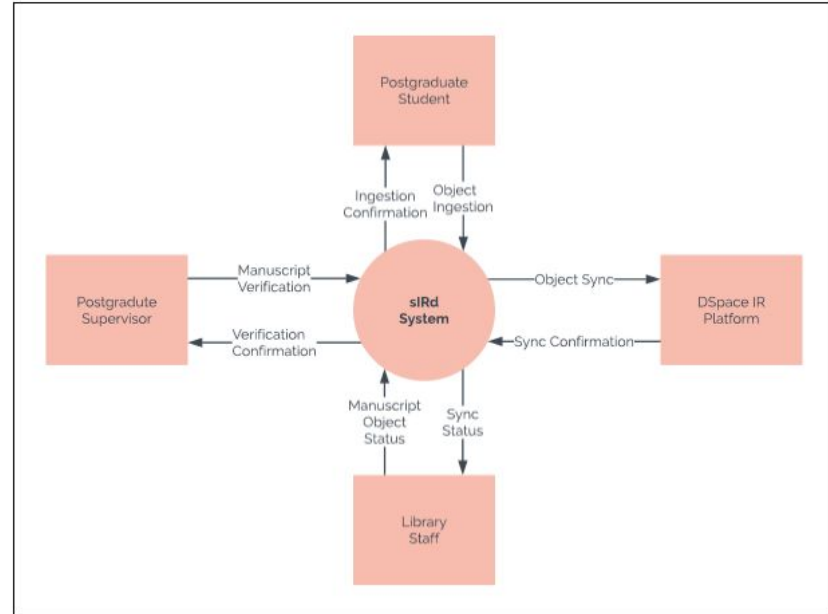 Postgraduate
Student
Ingestion
Confirmation
Object
Ingestion
Postgradute
Supervisor
Manuscript
Verification
Verification
Confirmation
sIRd
System
Object Sync
Sync Confirmation
DSpace IR
Platform
Manuscript
Object
Status
Sync
Status
Library
Staff